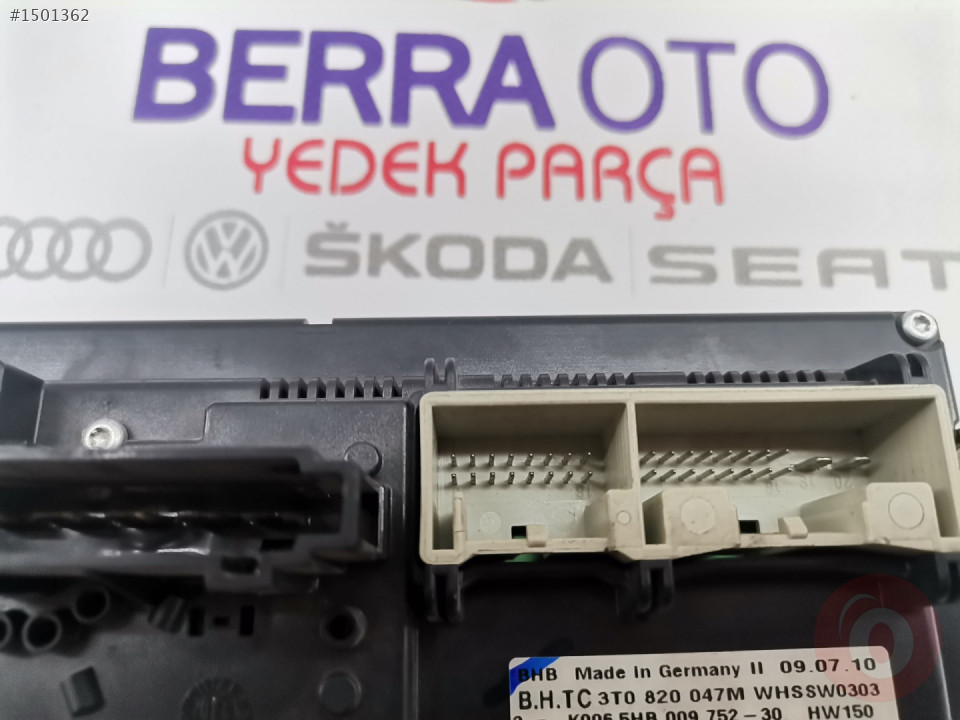 #1501362
BERRA OTO
YEDEK PARÇA
ŠKODA SEAT
BHB Made in Germany II 09.07.10
B.H.TC 3T0 820 047M WHSSW0303
K006 5HB 009 752-30 HW150